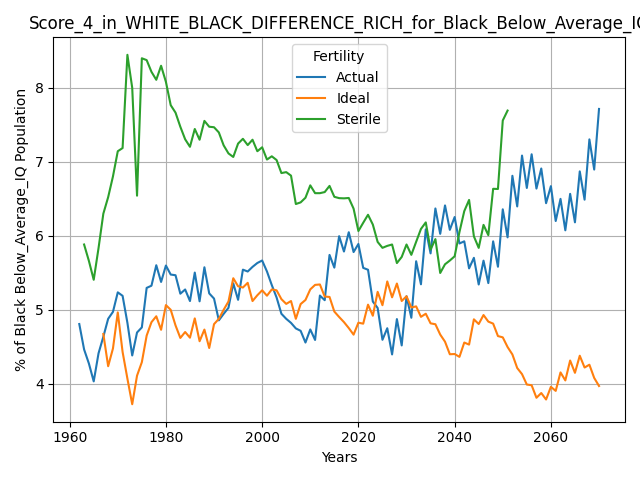 Score_4_in_WHITE_BLACK_DIFFERENCE_RICH_for_Black_Below_Average_IQ
Fertility
Actual
Ideal
Sterile
% of Black Below_Average_IQ Population
8
7
6
5
4
1960
1980
2000
2020
2040
2060
Years